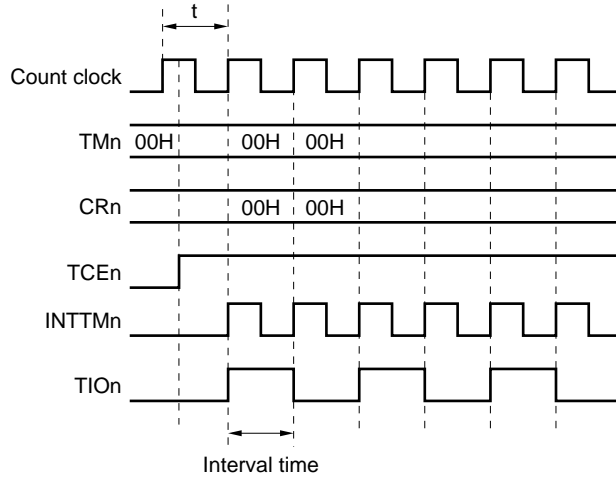 t
Count clock
TMn 00H 00H 00H
CRn 00H 00H
TCEn
INTTMn
TIOn
Interval time